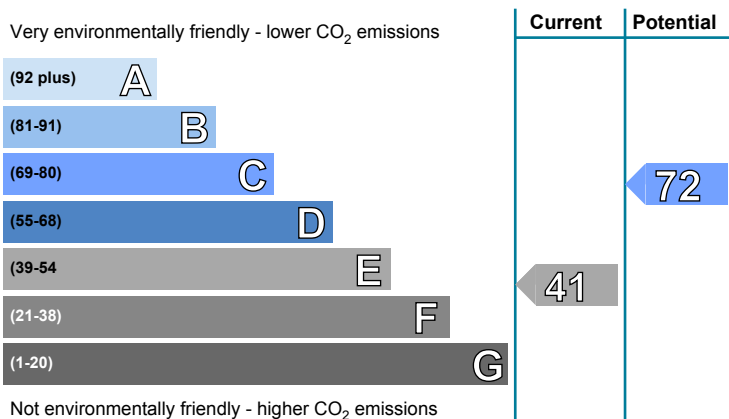 Very environmentally friendly - lower CO2 emissions
Current
Potential
(92 plus) A
(81-91) B
(69-80) C
72
(55-68) D
(39-54 E
41
(21-38) F
(1-20) G
Not environmentally friendly - higher CO2 emissions